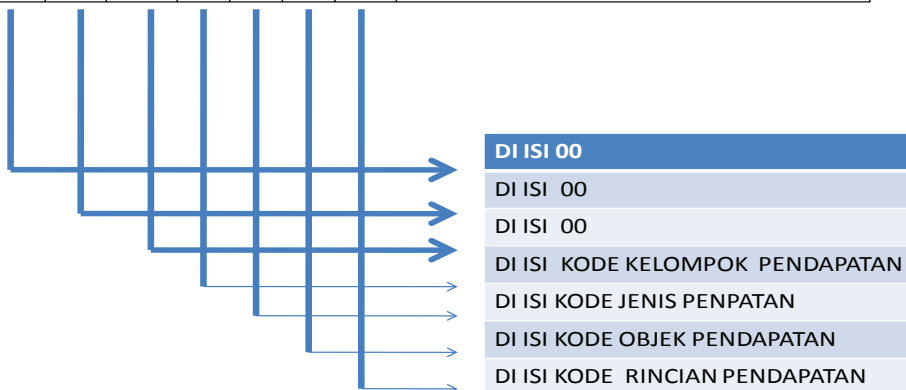 DI ISI 00
DI ISI 00
DI ISI 00
DI ISI KODE KELOMPOK PENDAPATAN
DI ISI KODE JENIS PENPATAN
DI ISI KODE OBJEK PENDAPATAN
DI ISI KODE RINCIAN PENDAPATAN